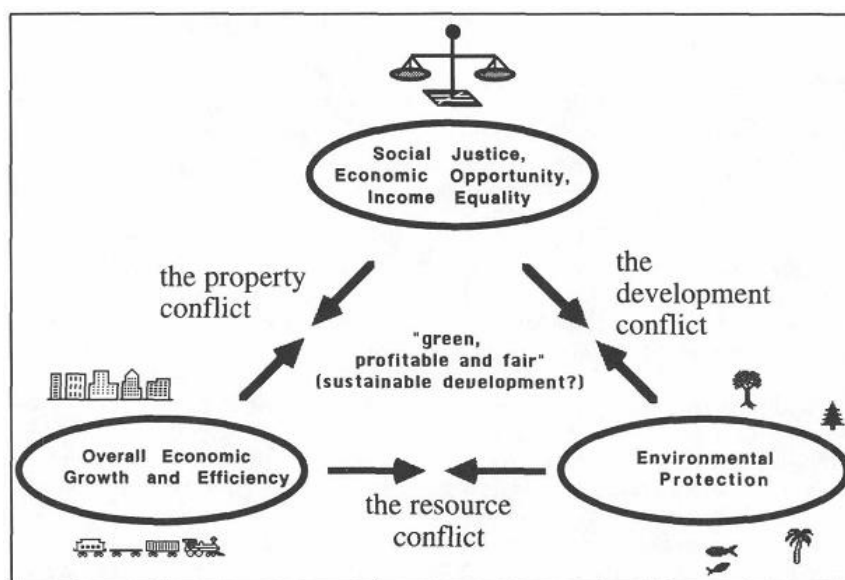 Social Justice,
Economic Opportunity,
Income Equality
the property
conflict
the
development
conflict
"green,
profitable and fair"
(sustainable development?)
Overall Economic
Growth and Efficiency
Environmental
Protection
the resource
conflict